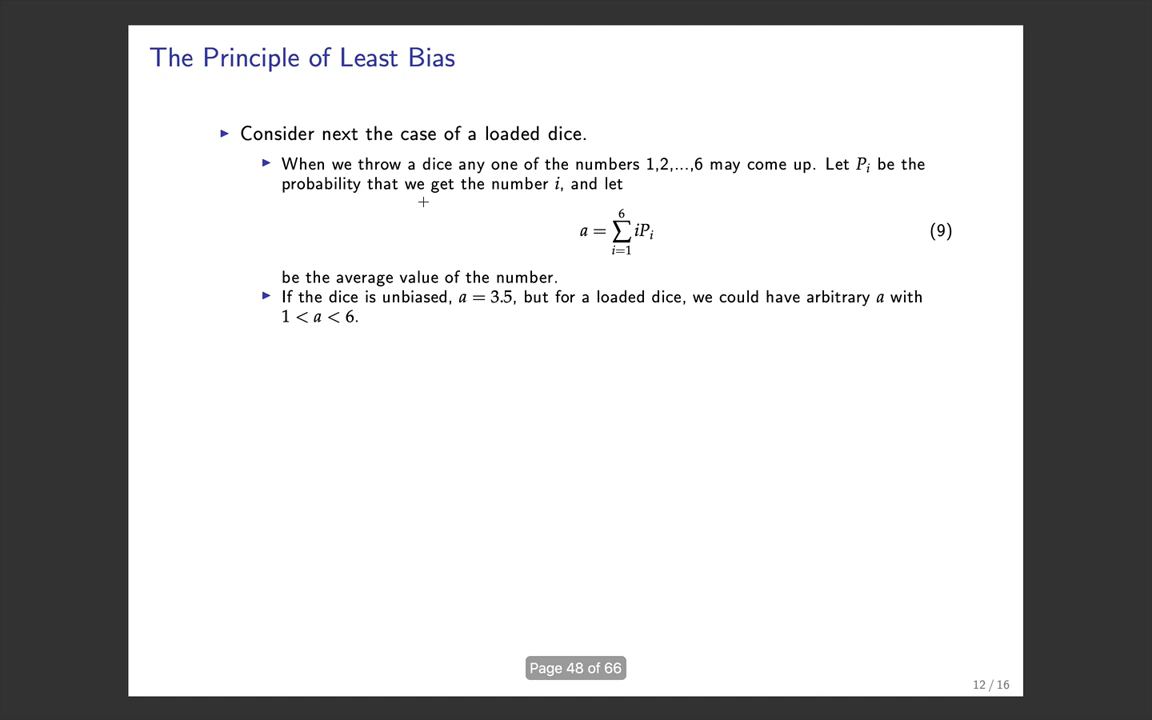 The Principle of Least Bias
▶ Consider next the case of a loaded dice.
▶ When we throw a dice any one of the numbers 1,2,...,6 may come up. Let P_i be the
probability that we get the number i, and let
a = ∑_{i=1}^{6} iP_i (9)
be the average value of the number.
▶ If the dice is unbiased, a = 3.5, but for a loaded dice, we could have arbitrary a with
1 < a < 6.
Page 48 of 66
12 / 16